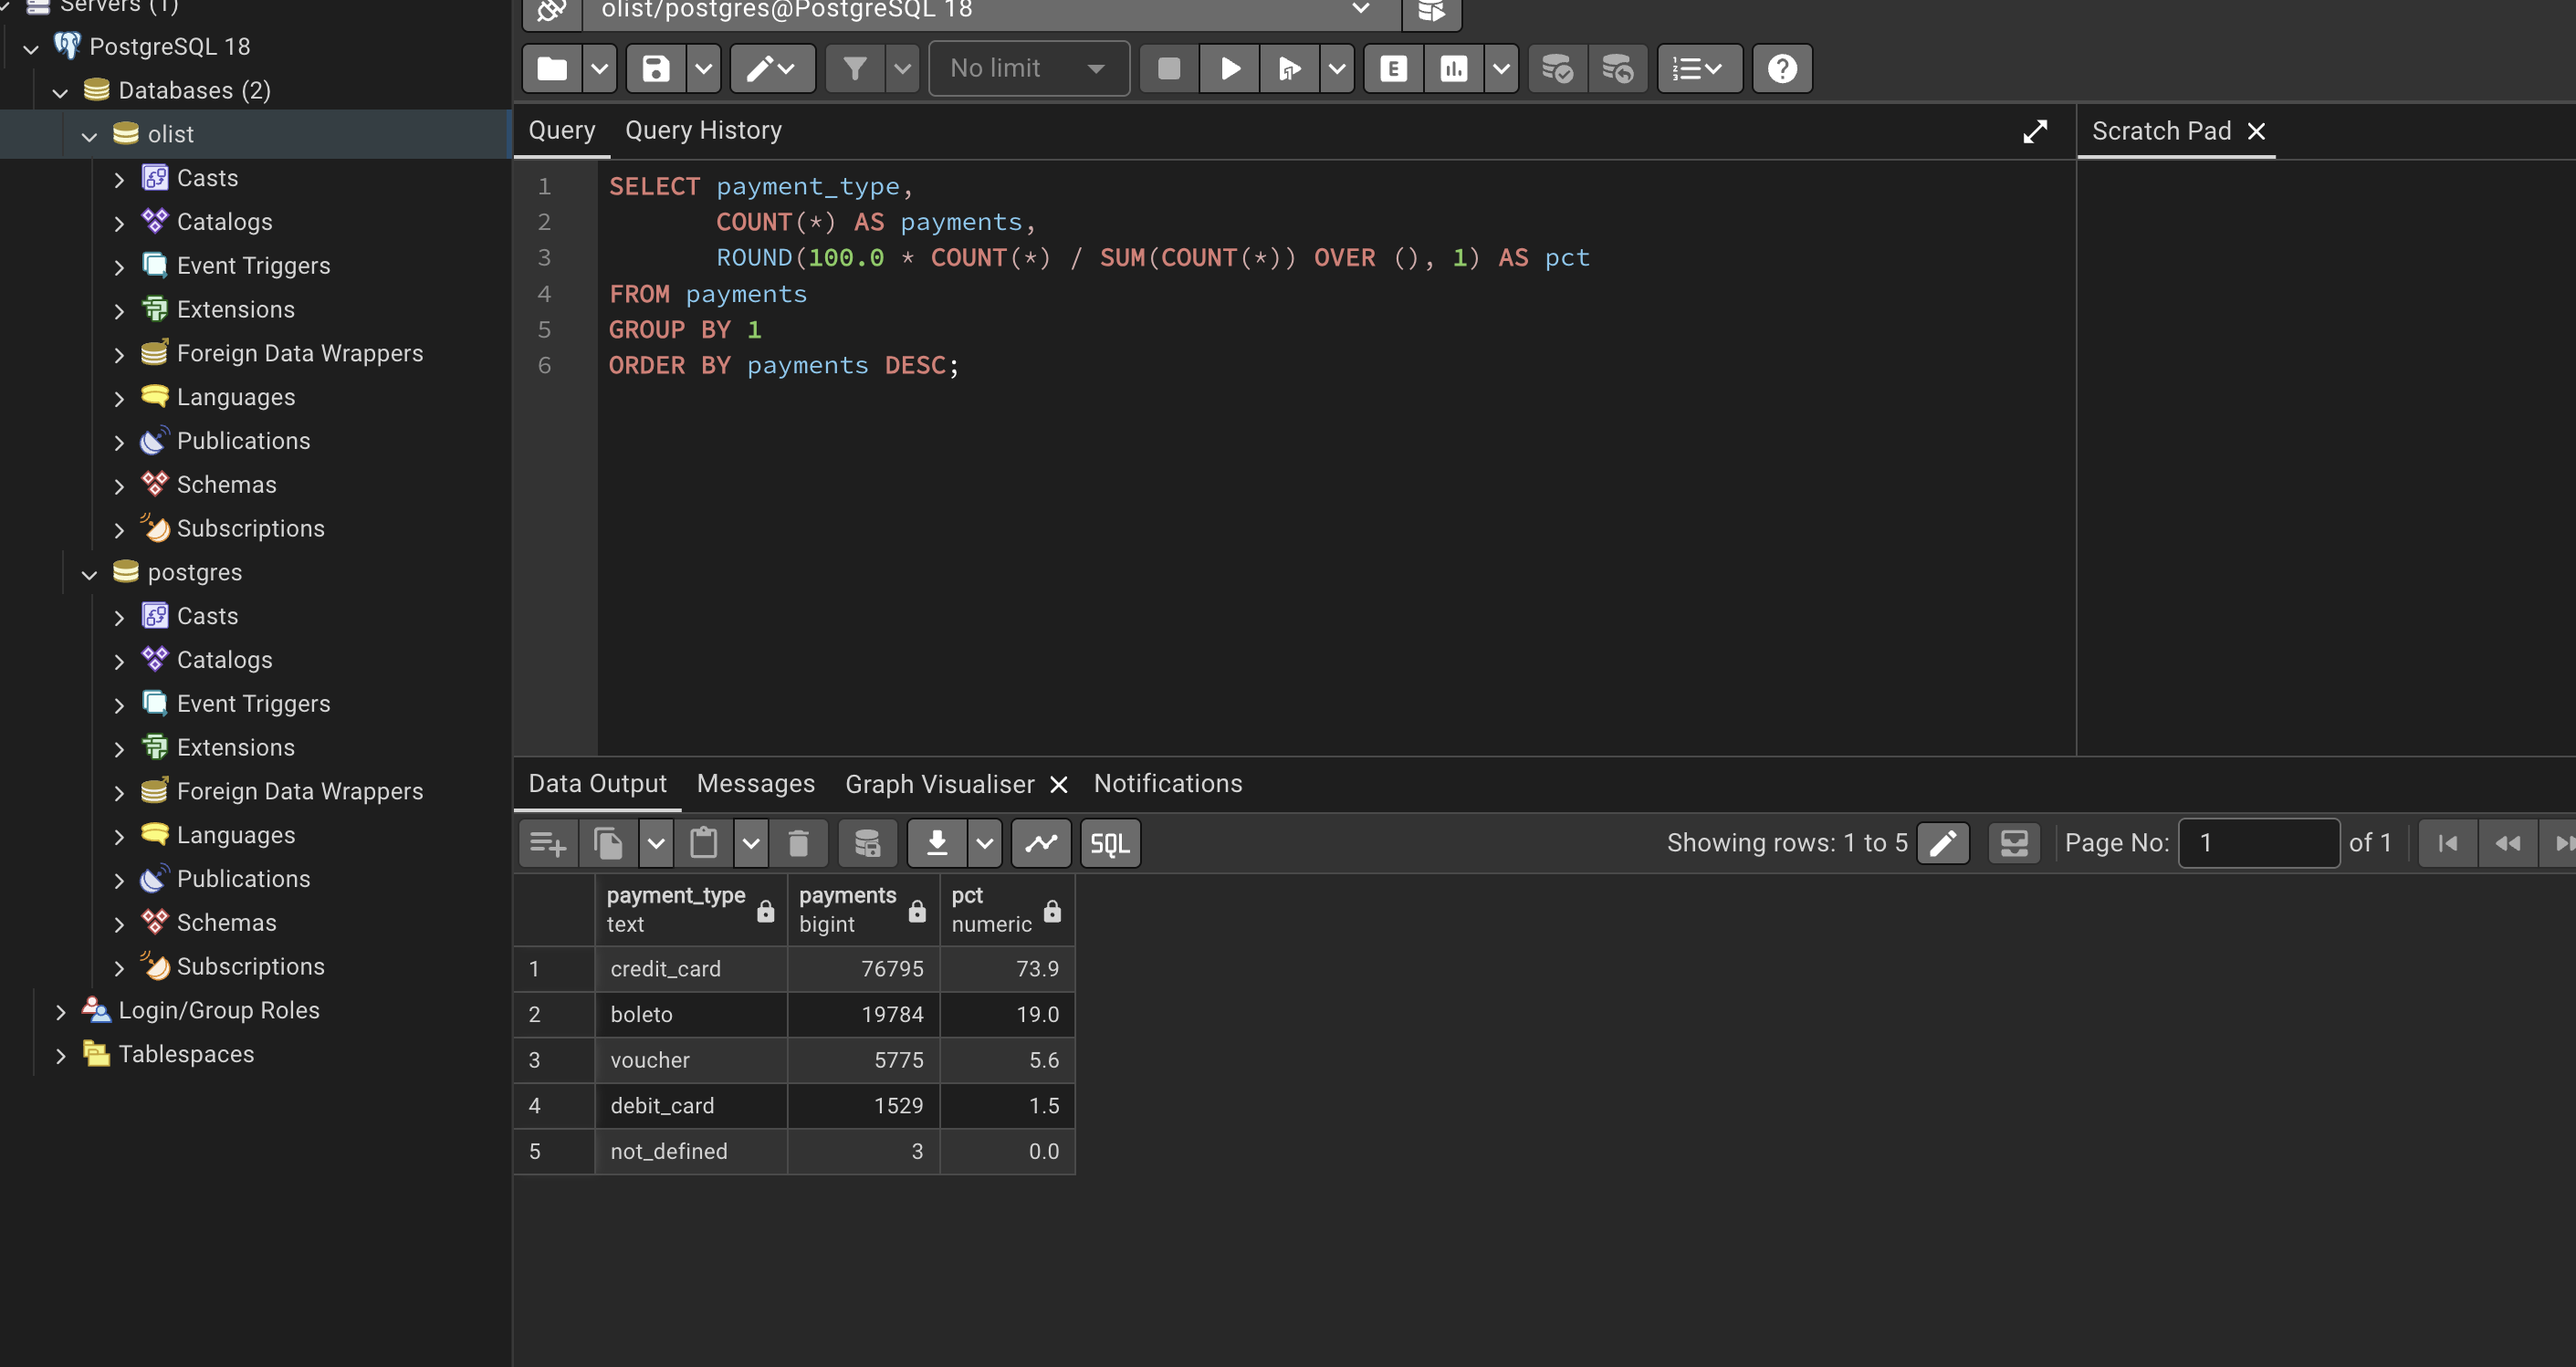 Servers (1)
PostgreSQL 18
Databases (2)
olist
Casts
Catalogs
Event Triggers
Extensions
Foreign Data Wrappers
Languages
Publications
Schemas
Subscriptions
postgres
Casts
Catalogs
Event Triggers
Extensions
Foreign Data Wrappers
Languages
Publications
Schemas
Subscriptions
Login/Group Roles
Tablespaces
olist/postgres@PostgreSQL 18
No limit
E
Query Query History
Scratch Pad
1 SELECT payment_type,
2 COUNT(*) AS payments,
3 ROUND(100.0 * COUNT(*) / SUM(COUNT(*)) OVER (), 1) AS pct
4 FROM payments
5 GROUP BY 1
6 ORDER BY payments DESC;
Data Output Messages Graph Visualiser Notifications
SQL Showing rows: 1 to 5 Page No: 1 of 1
payment_type payments pct
text bigint numeric
1 credit_card 76795 73.9
2 boleto 19784 19.0
3 voucher 5775 5.6
4 debit_card 1529 1.5
5 not_defined 3 0.0